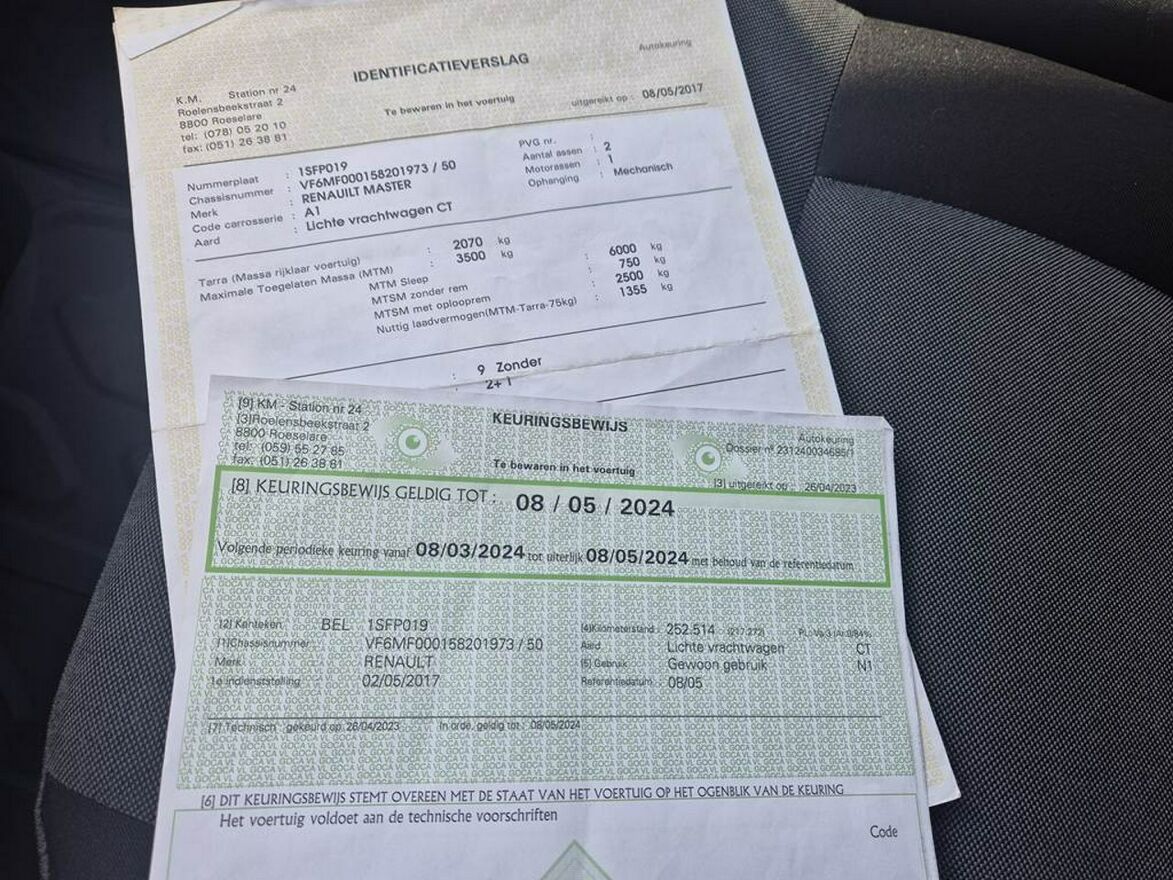 IDENTIFICATIEVERSLAG
Autokeuring
K.M. Station nr 24
Roelensbeekstraat 2
8800 Roeselare
tel: (078) 05 20 10
fax: (051) 26 38 81
Te bewaren in het voertuig
uitgereikt op : 08/05/2017
Nummerplaat : 1SFP019
Chassisnummer : VF6MF000158201973 / 50
Merk : RENAULT MASTER
Code carrosserie : A1
Aard : Lichte vrachtwagen CT
PVG nr. :
Aantal assen : 2
Motorassen : 1
Ophanging : Mechanisch
Tarra (Massa rijklaar voertuig) : 2070 kg
Maximale Toegelaten Massa (MTM) : 3500 kg
MTM Sleep : 6000 kg
MTSM zonder rem : 750 kg
MTSM met oplooprem : 2500 kg
Nuttig laadvermogen(MTM-Tarra-75kg) : 1355 kg
: 9 Zonder
: 2+ 1
[9] KM - Station nr 24
[3]Roelensbeekstraat 2
8800 Roeselare
tel: (059) 55 27 85
fax: (051) 26 38 81
KEURINGSBEWIJS
Te bewaren in het voertuig
Autokeuring
Dossier nº 231240034685/1
[3] uitgereikt op : 26/04/2023
[8] KEURINGSBEWIJS GELDIG TOT : 08 / 05 / 2024
Volgende periodieke keuring vanaf 08/03/2024 tot uiterlijk 08/05/2024 met behoud van de referentiedatum
[2] Kenteken BEL 1SFP019
[1]Chassisnummer VF6MF000158201973 / 50
Merk RENAULT
1e indienststelling 02/05/2017
[4]Kilometerstand : 252.514 (217.272)
Aard Lichte vrachtwagen CT
[5] Gebruik Gewoon gebruik N1
Referentiedatum 08/05
[7] Technisch gekeurd op 26/04/2023 In orde, geldig tot : 08/05/2024
[6] DIT KEURINGSBEWIJS STEMT OVEREEN MET DE STAAT VAN HET VOERTUIG OP HET OGENBLIK VAN DE KEURING
Het voertuig voldoet aan de technische voorschriften
Code